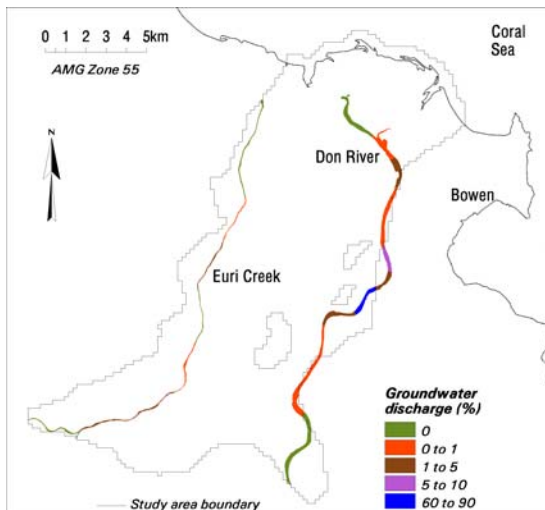 0 1 2 3 4 5km
AMG Zone 55
Coral
Sea
N
Don River
Bowen
Euri Creek
Groundwater
discharge (%)
0
0 to 1
1 to 5
5 to 10
60 to 90
Study area boundary